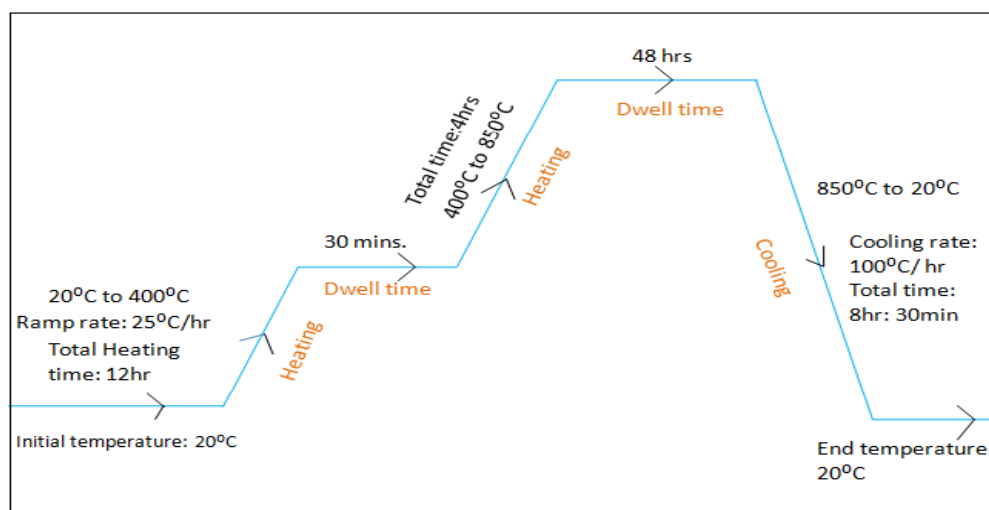 48 hrs
Dwell time
Total time:4hrs
400⁰C to 850⁰C
Heating
850⁰C to 20⁰C
Cooling rate:
100⁰C/ hr
Total time:
8hr: 30min
Cooling
30 mins.
Dwell time
20⁰C to 400⁰C
Ramp rate: 25⁰C/hr
Total Heating
time: 12hr
Heating
Initial temperature: 20⁰C
End temperature
20⁰C